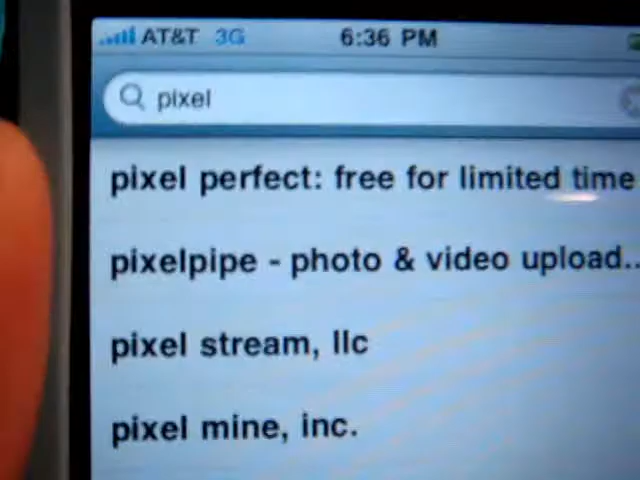 AT&T 3G 6:36 PM
pixel
pixel perfect: free for limited time
pixelpipe - photo & video upload..
pixel stream, llc
pixel mine, inc.